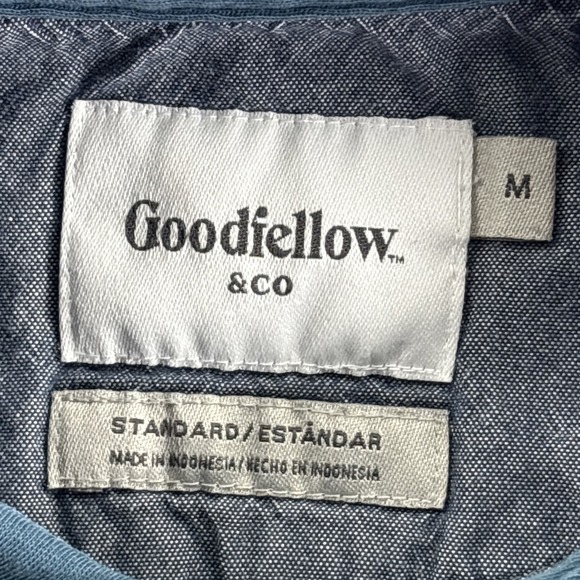 Goodfellow™
&CO
M
STANDARD/ESTÁNDAR
MADE IN INDONESIA/HECHO EN INDONESIA